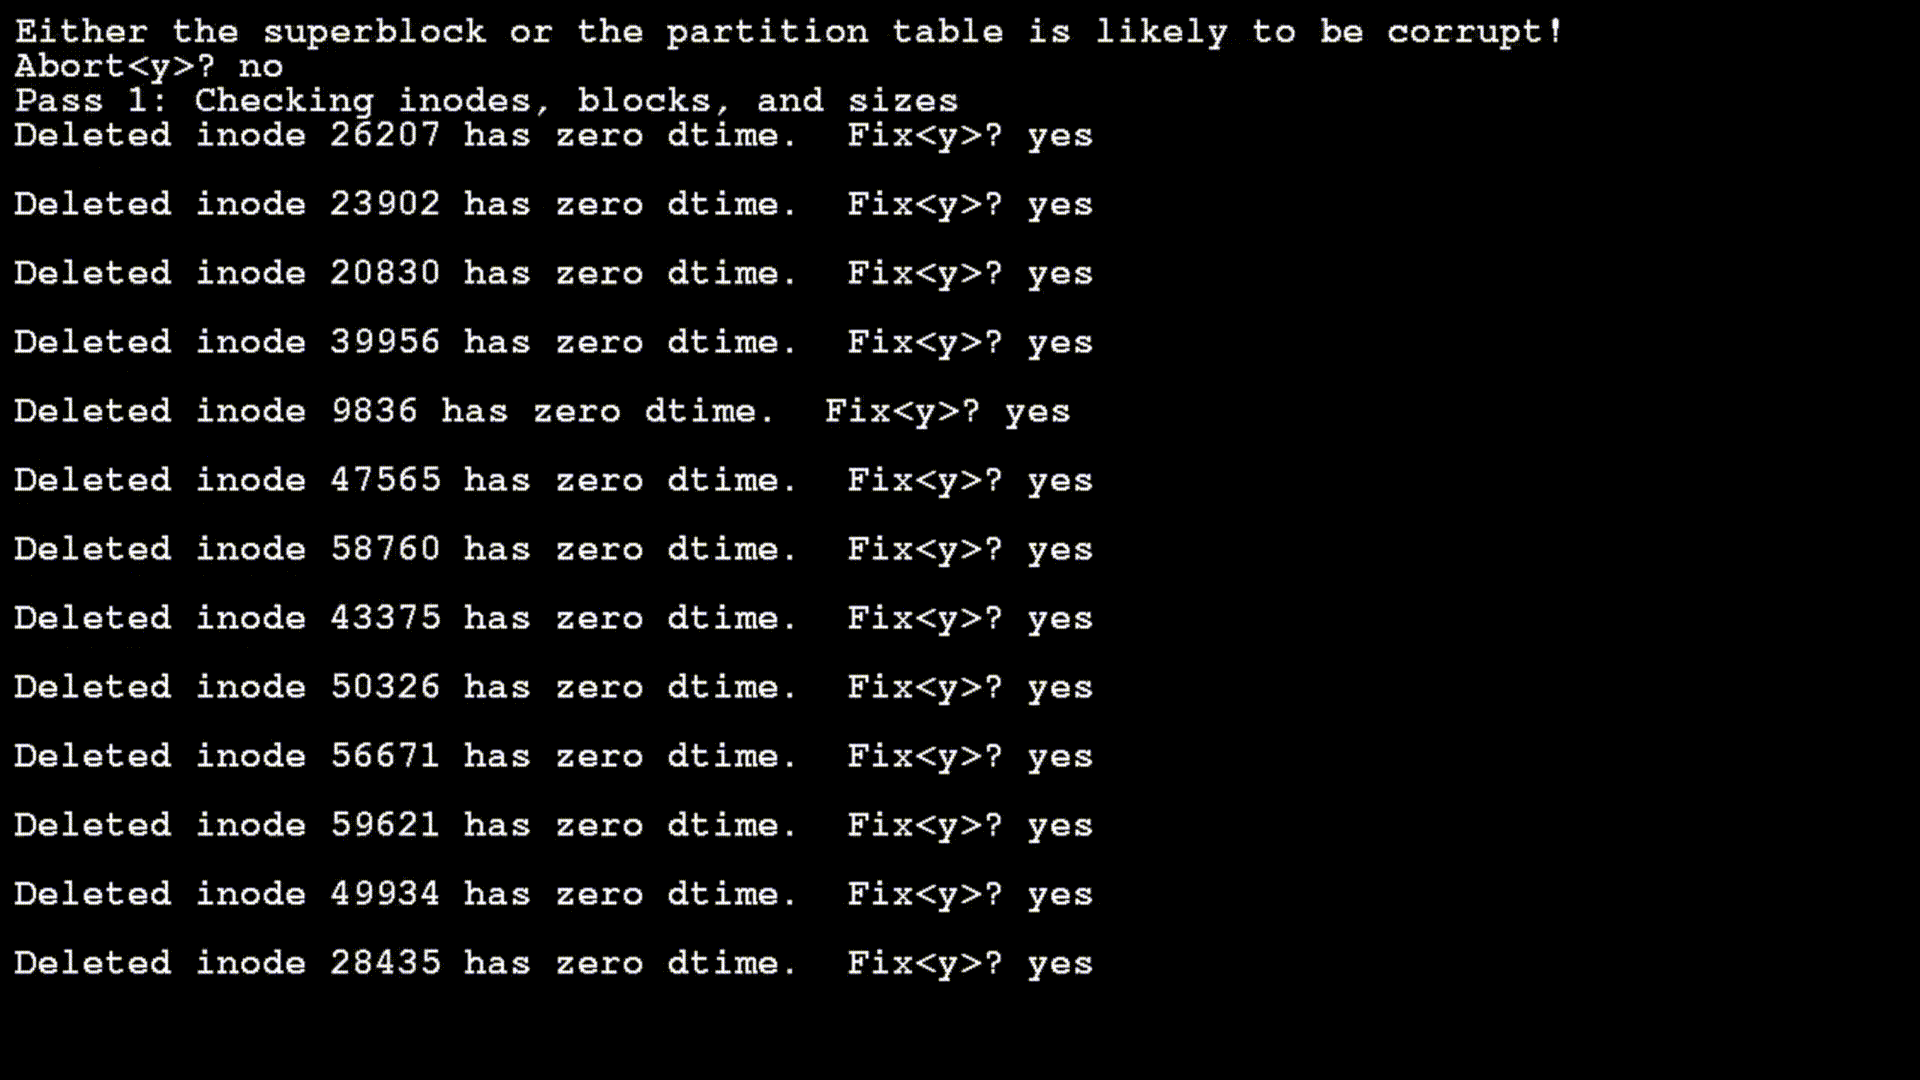 Either the superblock or the partition table is likely to be corrupt!
Abort<y>? no
Pass 1: Checking inodes, blocks, and sizes
Deleted inode 26207 has zero dtime.  Fix<y>? yes
Deleted inode 23902 has zero dtime.  Fix<y>? yes
Deleted inode 20830 has zero dtime.  Fix<y>? yes
Deleted inode 39956 has zero dtime.  Fix<y>? yes
Deleted inode 9836 has zero dtime.  Fix<y>? yes
Deleted inode 47565 has zero dtime.  Fix<y>? yes
Deleted inode 58760 has zero dtime.  Fix<y>? yes
Deleted inode 43375 has zero dtime.  Fix<y>? yes
Deleted inode 50326 has zero dtime.  Fix<y>? yes
Deleted inode 56671 has zero dtime.  Fix<y>? yes
Deleted inode 59621 has zero dtime.  Fix<y>? yes
Deleted inode 49934 has zero dtime.  Fix<y>? yes
Deleted inode 28435 has zero dtime.  Fix<y>? yes